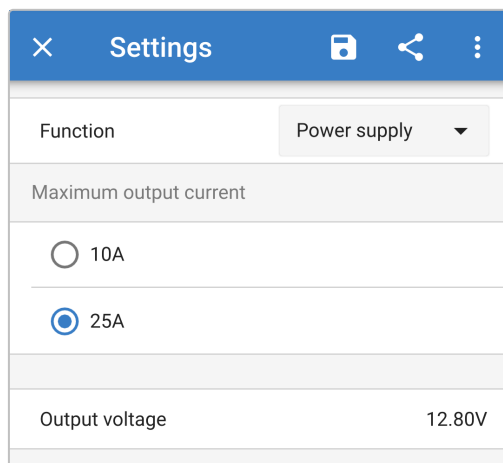 Settings
Function Power supply
Maximum output current
10A
25A
Output voltage 12.80V